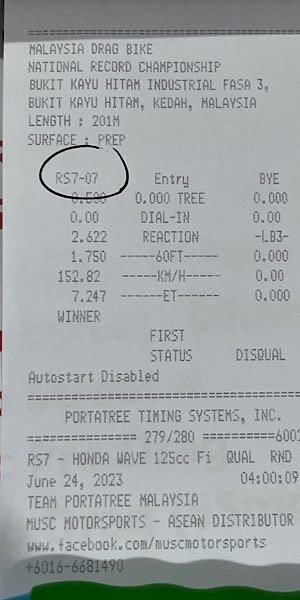 MALAYSIA DRAG BIKE
NATIONAL RECORD CHAMPIONSHIP
BUKIT KAYU HITAM INDUSTRIAL FASA 3,
BUKIT KAYU HITAM, KEDAH, MALAYSIA
LENGTH : 201M
SURFACE : PREP
RS7-07 Entry BYE
0.500 0.000 TREE 0.000
0.00 DIAL-IN 0.00
2.622 REACTION -LB3-
1.750 -----60FT----- 0.000
152.82 -----KM/H----- 0.00
7.247 ------ET----- 0.000
WINNER
FIRST
STATUS DISQUAL
Autostart Disabled
PORTATREE TIMING SYSTEMS, INC.
============= 279/280 ==========6002
RS7 - HONDA WAVE 125cc Fi QUAL RND
June 24, 2023 04:00:09
TEAM PORTATREE MALAYSIA
MUSC MOTORSPORTS - ASEAN DISTRIBUTOR
www.facebook.com/muscmotorsports
+6016-6681490